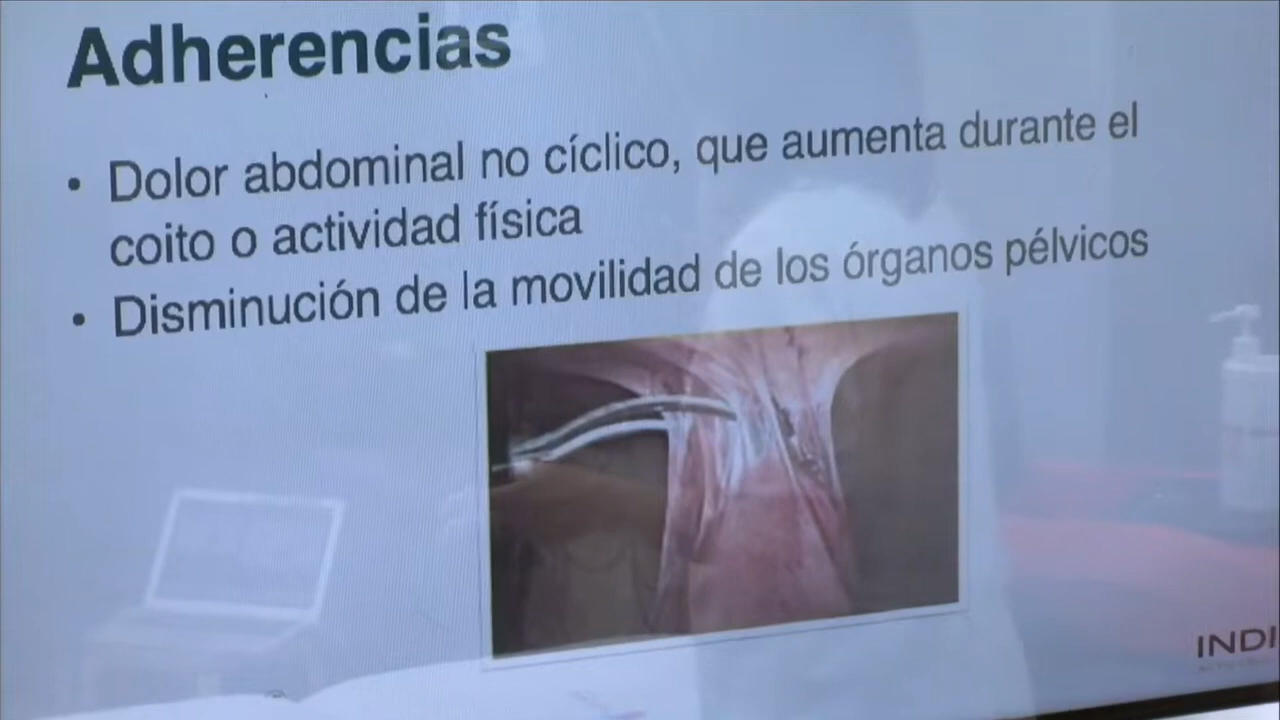 Adherencias
• Dolor abdominal no cíclico, que aumenta durante el
coito o actividad física
• Disminución de la movilidad de los órganos pélvicos
INDI